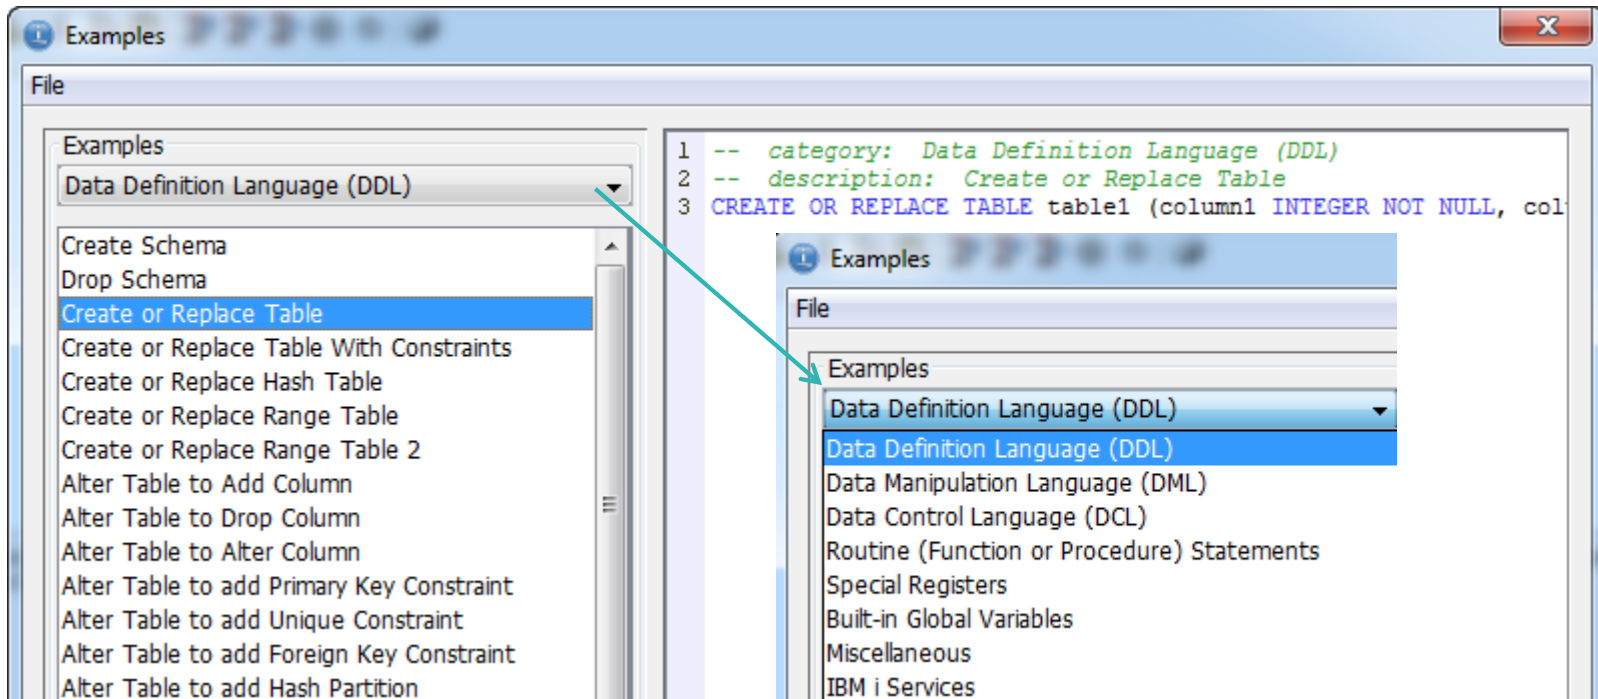 Examples
File
Examples
Data Definition Language (DDL)
Create Schema
Drop Schema
Create or Replace Table
Create or Replace Table With Constraints
Create or Replace Hash Table
Create or Replace Range Table
Create or Replace Range Table 2
Alter Table to Add Column
Alter Table to Drop Column
Alter Table to Alter Column
Alter Table to add Primary Key Constraint
Alter Table to add Unique Constraint
Alter Table to add Foreign Key Constraint
Alter Table to add Hash Partition
1 -- category: Data Definition Language (DDL)
2 -- description: Create or Replace Table
3 CREATE OR REPLACE TABLE table1 (column1 INTEGER NOT NULL, col
Examples
File
Examples
Data Definition Language (DDL)
Data Definition Language (DDL)
Data Manipulation Language (DML)
Data Control Language (DCL)
Routine (Function or Procedure) Statements
Special Registers
Built-in Global Variables
Miscellaneous
IBM i Services